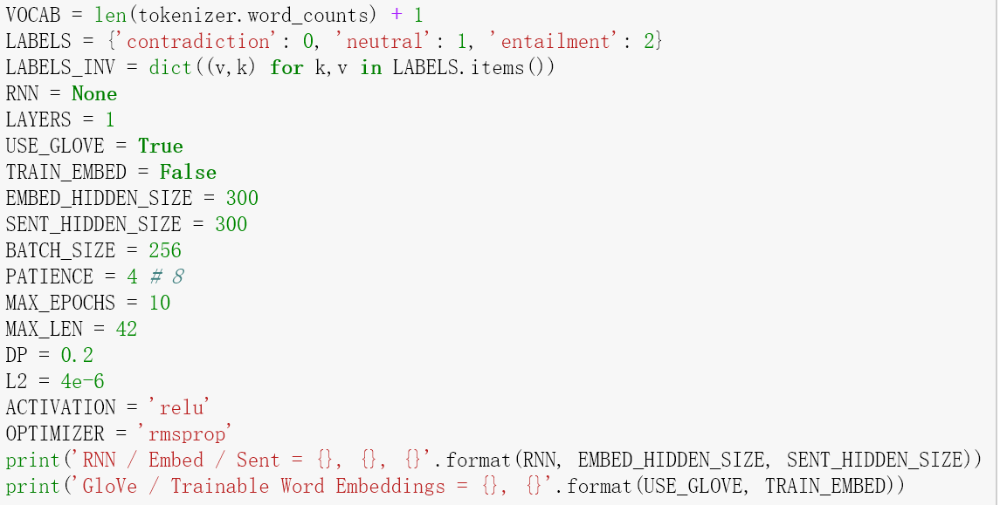 VOCAB = len(tokenizer.word_counts) + 1
LABELS = {'contradiction': 0, 'neutral': 1, 'entailment': 2}
LABELS_INV = dict((v,k) for k,v in LABELS.items())
RNN = None
LAYERS = 1
USE_GLOVE = True
TRAIN_EMBED = False
EMBED_HIDDEN_SIZE = 300
SENT_HIDDEN_SIZE = 300
BATCH_SIZE = 256
PATIENCE = 4 # 8
MAX_EPOCHS = 10
MAX_LEN = 42
DP = 0.2
L2 = 4e-6
ACTIVATION = 'relu'
OPTIMIZER = 'rmsprop'
print('RNN / Embed / Sent = {}, {}, {}'.format(RNN, EMBED_HIDDEN_SIZE, SENT_HIDDEN_SIZE))
print('GloVe / Trainable Word Embeddings = {}, {}'.format(USE_GLOVE, TRAIN_EMBED))